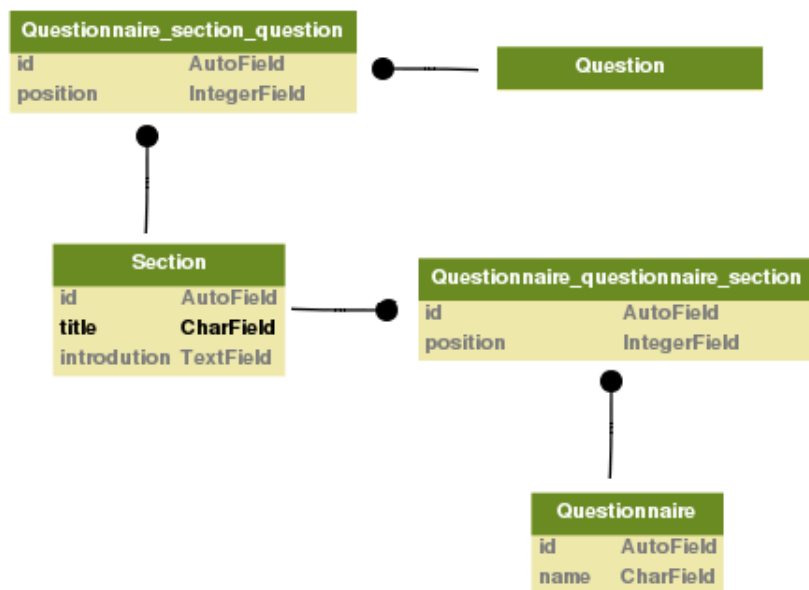 Questionnaire_section_question
id AutoField
position IntegerField
Question
Section
id AutoField
title CharField
introdution TextField
Questionnaire_questionnaire_section
id AutoField
position IntegerField
Questionnaire
id AutoField
name CharField